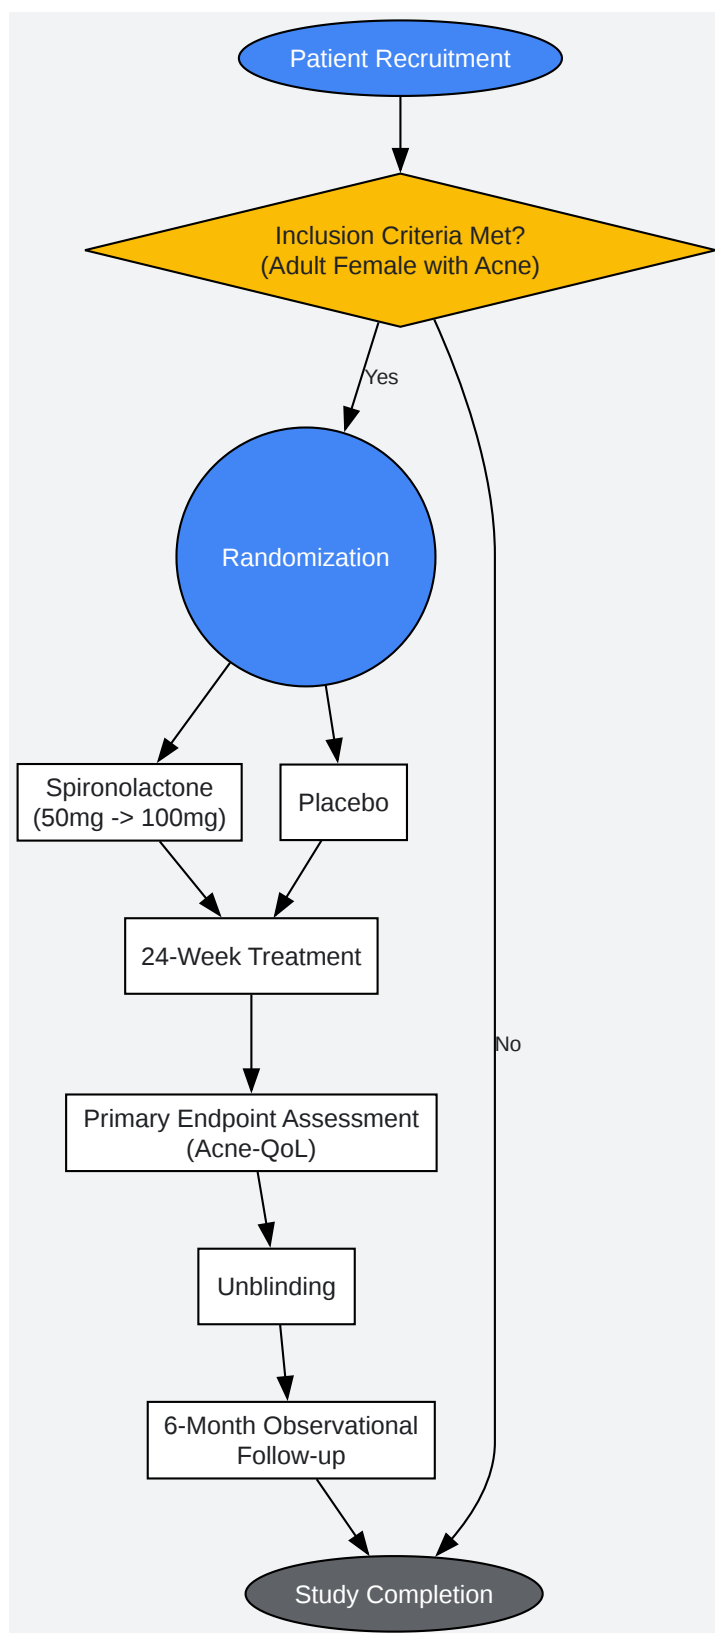 Patient Recruitment
Inclusion Criteria Met?
(Adult Female with Acne)
Yes
Randomization
Spironolactone
(50mg -> 100mg)
Placebo
24-Week Treatment
No
Primary Endpoint Assessment
(Acne-QoL)
Unblinding
6-Month Observational
Follow-up
Study Completion